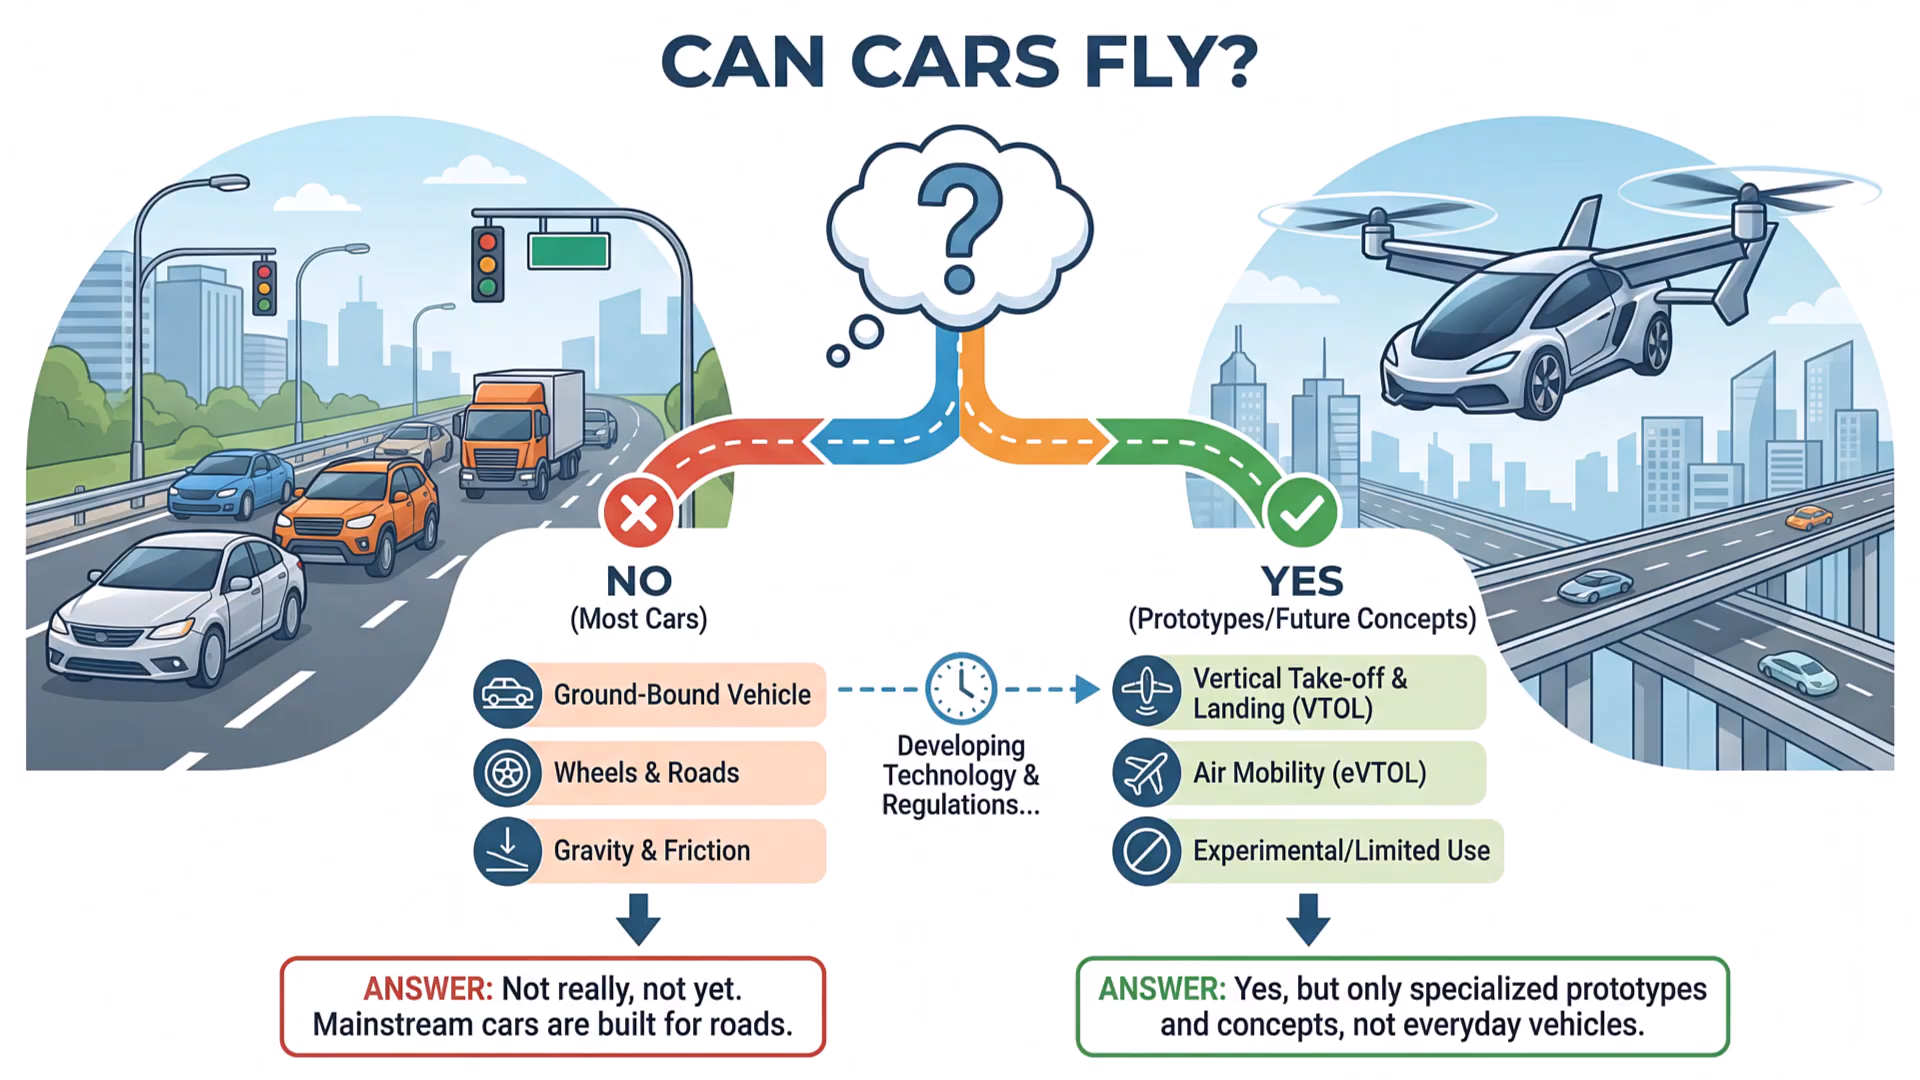 CAN CARS FLY?
?
NO
(Most Cars)
Ground-Bound Vehicle
Wheels & Roads
Gravity & Friction
ANSWER: Not really, not yet.
Mainstream cars are built for roads.
Developing
Technology &
Regulations...
YES
(Prototypes/Future Concepts)
Vertical Take-off &
Landing (VTOL)
Air Mobility (eVTOL)
Experimental/Limited Use
ANSWER: Yes, but only specialized prototypes
and concepts, not everyday vehicles.